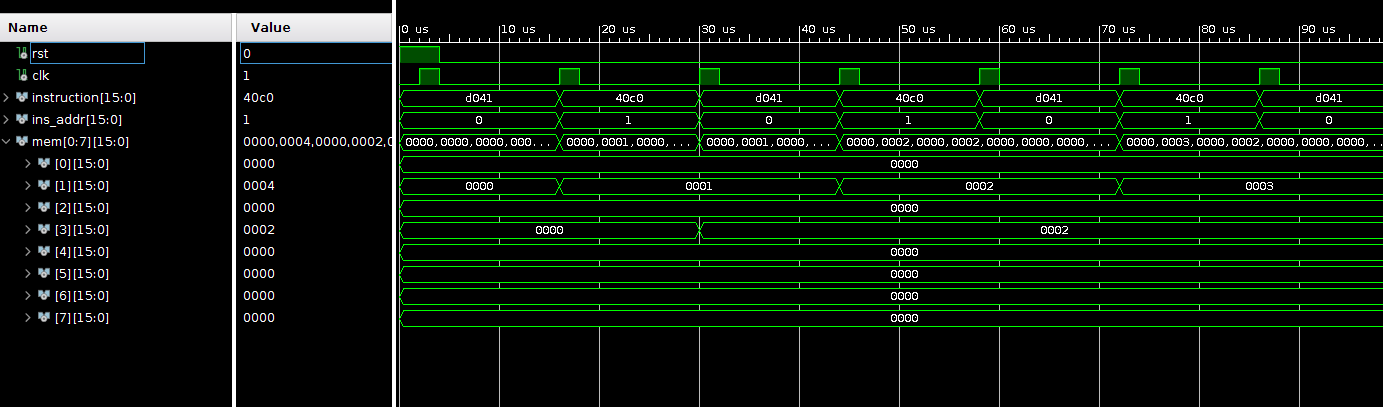 Name Value 0 us 10 us 20 us 30 us 40 us 50 us 60 us 70 us 80 us 90 us
rst 0
clk 1
instruction[15:0] 40c0 d041 40c0 d041 40c0 d041 40c0 d041
ins_addr[15:0] 1 0 1 0 1 0 1 0
mem[0:7][15:0] 0000,0004,0000,0002,0 0000,0000,0000,000... 0000,0001,0000,... 0000,0001,0000,... 0000,0002,0000,0002,0000,0000,000... 0000,0003,0000,0002,0000,0000,000...
[0][15:0] 0000 0000
[1][15:0] 0004 0000 0001 0002 0003
[2][15:0] 0000 0000
[3][15:0] 0002 0000 0002
[4][15:0] 0000 0000
[5][15:0] 0000 0000
[6][15:0] 0000 0000
[7][15:0] 0000 0000